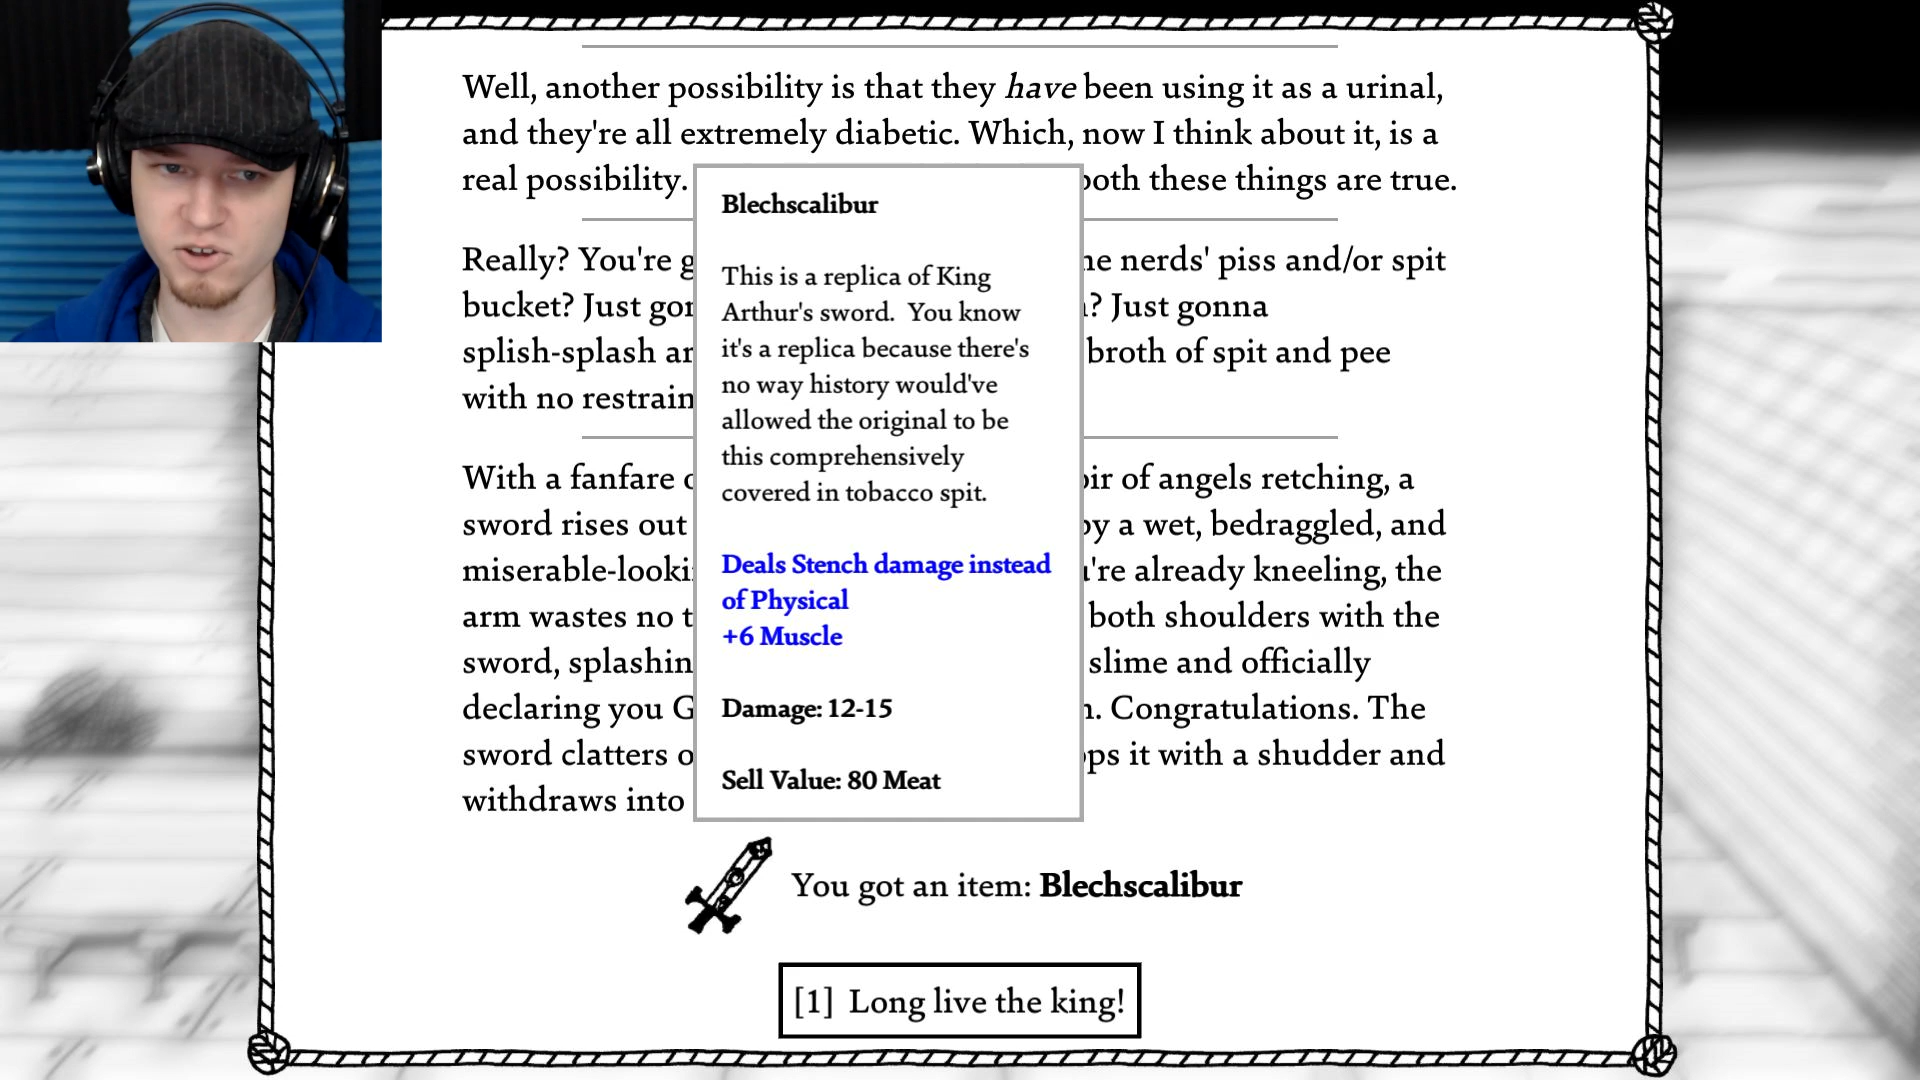 Well, another possibility is that they have been using it as a urinal,
and they're all extremely diabetic. Which, now I think about it, is a
real possibility. both these things are true.
Really? You're g he nerds' piss and/or spit
bucket? Just gor ? Just gonna
splish-splash ar broth of spit and pee
with no restrain
With a fanfare o oir of angels retching, a
sword rises out by a wet, bedraggled, and
miserable-looki u're already kneeling, the
arm wastes no t both shoulders with the
sword, splashin slime and officially
declaring you G n. Congratulations. The
sword clatters o ops it with a shudder and
withdraws into
Blechscalibur
This is a replica of King
Arthur's sword. You know
it's a replica because there's
no way history would've
allowed the original to be
this comprehensively
covered in tobacco spit.
Deals Stench damage instead
of Physical
+6 Muscle
Damage: 12-15
Sell Value: 80 Meat
You got an item: Blechscalibur
[1] Long live the king!